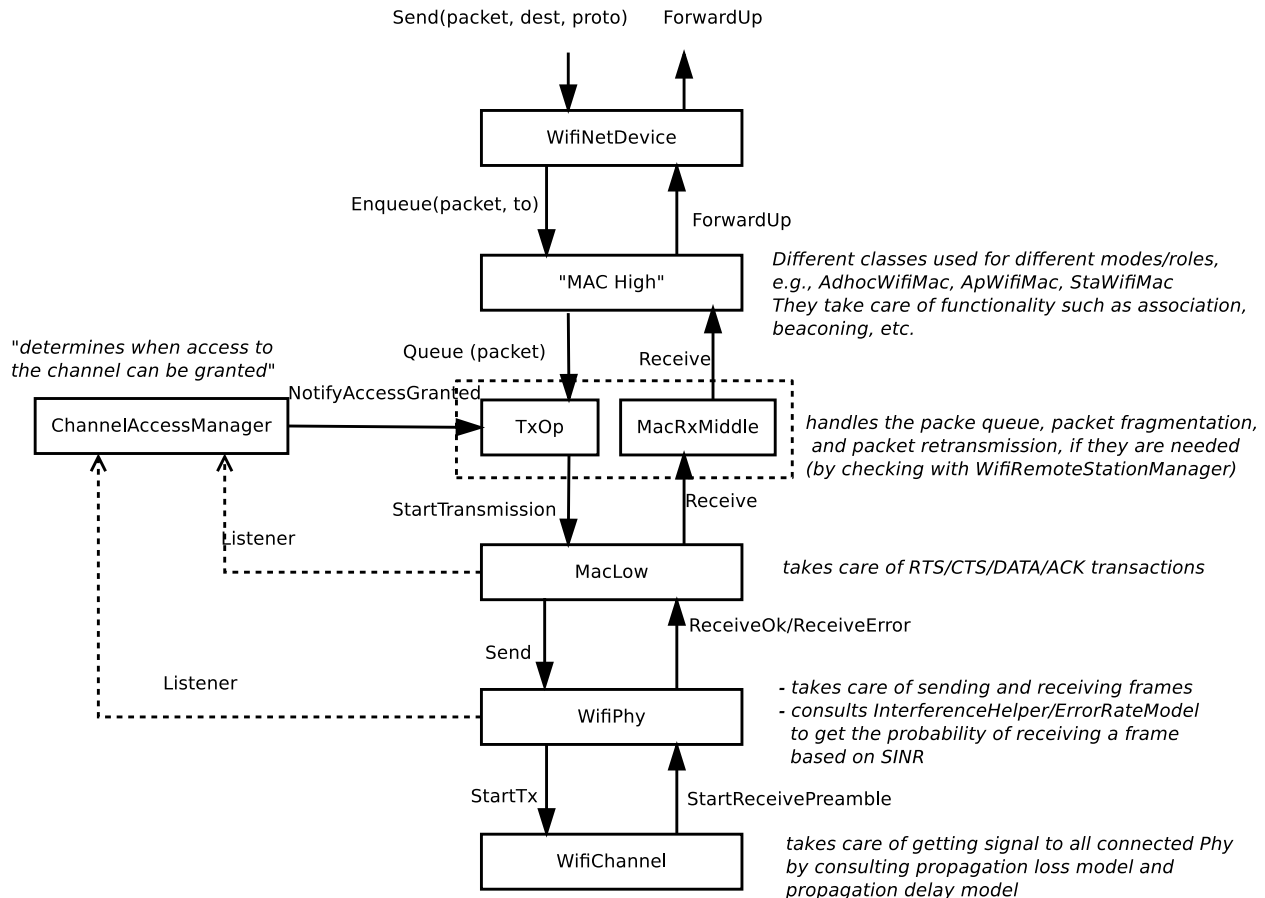 Send(packet, dest, proto)
ForwardUp
WifiNetDevice
Enqueue(packet, to)
ForwardUp
"MAC High"
Different classes used for different modes/roles,
e.g., AdhocWifiMac, ApWifiMac, StaWifiMac
They take care of functionality such as association,
beaconing, etc.
"determines when access to
the channel can be granted"
Queue (packet)
Receive
NotifyAccessGranted
ChannelAccessManager
TxOp
MacRxMiddle
handles the packe queue, packet fragmentation,
and packet retransmission, if they are needed
(by checking with WifiRemoteStationManager)
StartTransmission
Receive
Listener
MacLow
takes care of RTS/CTS/DATA/ACK transactions
ReceiveOk/ReceiveError
Send
Listener
WifiPhy
- takes care of sending and receiving frames
- consults InterferenceHelper/ErrorRateModel
to get the probability of receiving a frame
based on SINR
StartTx
StartReceivePreamble
WifiChannel
takes care of getting signal to all connected Phy
by consulting propagation loss model and
propagation delay model